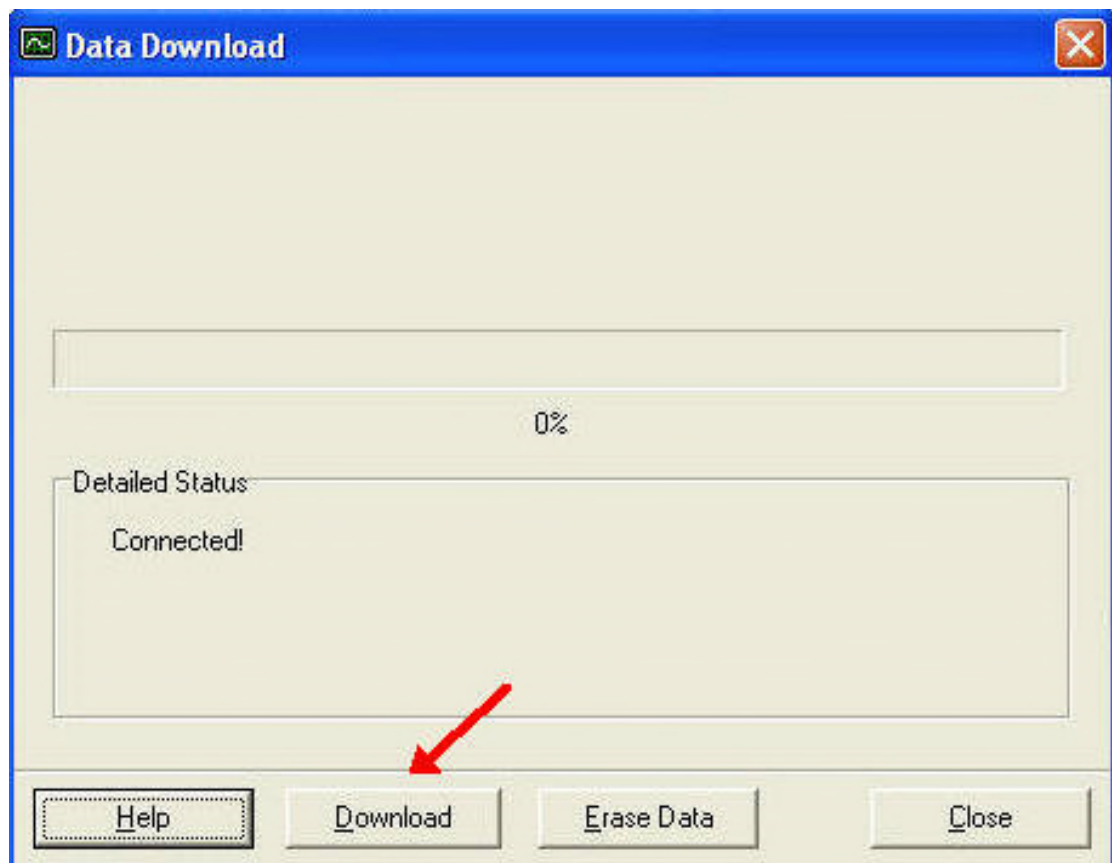 Data Download
0%
Detailed Status
Connected!
Help
Download
Erase Data
Close